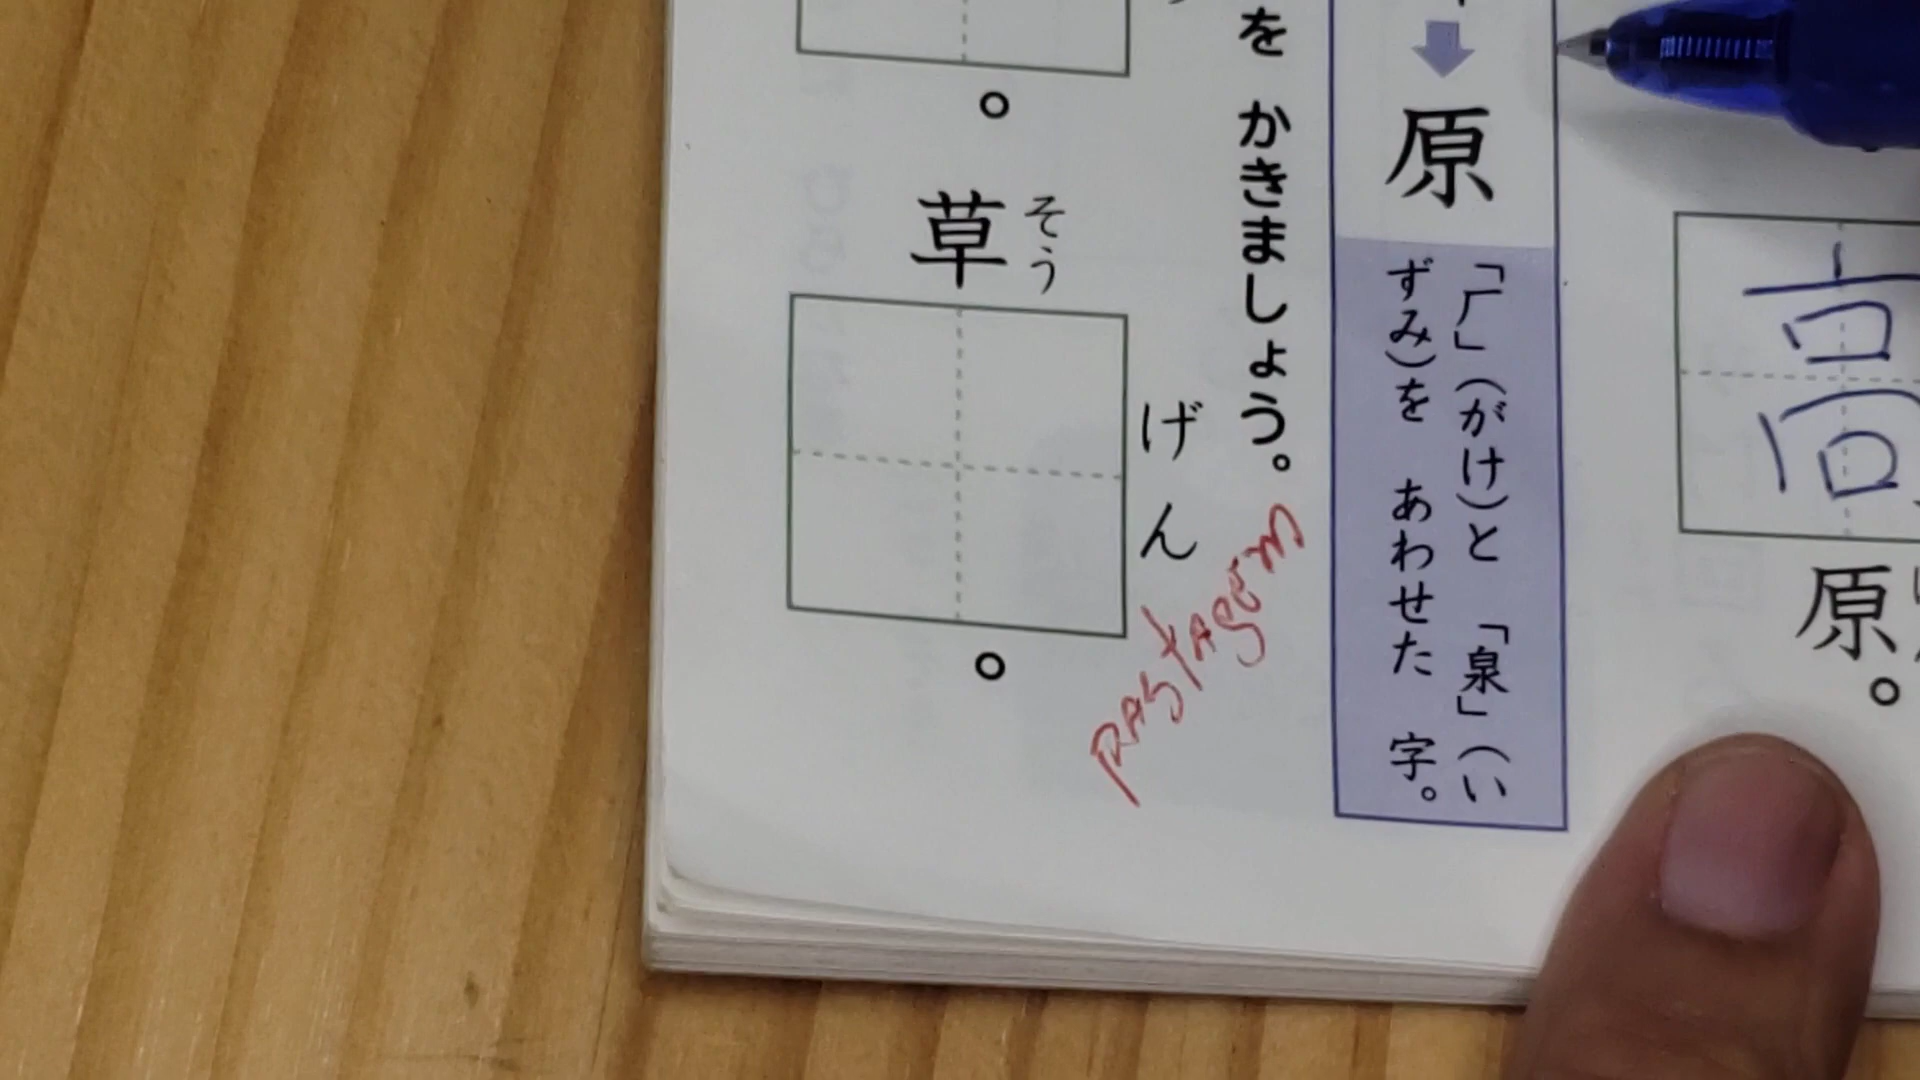 高原。
原
「厂」（がけ）と 「泉」（い
ずみ）を あわせた 字。
を かきましょう。
そう
草
げん
。
。
pastagem